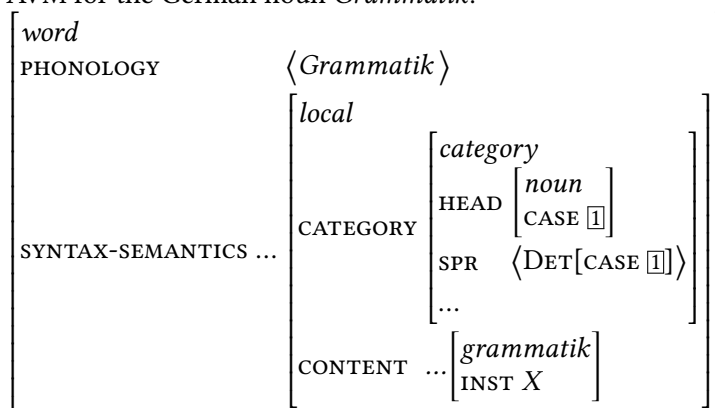 AVM for the German noun Grammatik:
word
PHONOLOGY ⟨Grammatik⟩
local
category
HEAD noun
CASE 1
CATEGORY
SPR ⟨DET[CASE 1]⟩
SYNTAX-SEMANTICS ...
...
grammatik
CONTENT ...
INST X